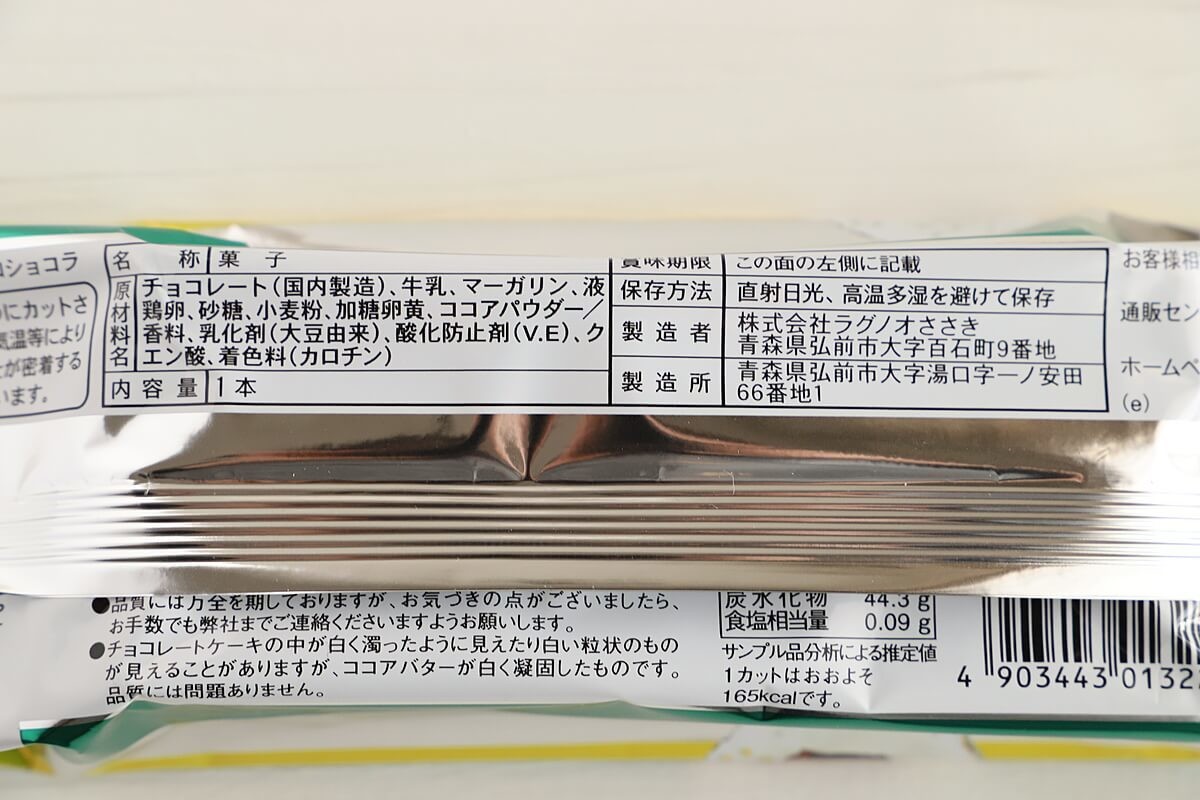 ショコラ
にカットさ
気温等により
が密着する
います。
名 称 菓子
原材料名 チョコレート(国内製造)、牛乳、マーガリン、液
鶏卵、砂糖、小麦粉、加糖卵黄、ココアパウダー/
香料、乳化剤(大豆由来)、酸化防止剤(V.E)、ク
エン酸、着色料(カロチン)
内容量 1本
賞味期限 この面の左側に記載
保存方法 直射日光、高温多湿を避けて保存
製造者 株式会社ラグノオささき
青森県弘前市大字百石町9番地
製造所 青森県弘前市大字湯口字一ノ安田
66番地1
お客様相
通販セン
ホームペ
(e)
●品質には万全を期しておりますが、お気づきの点がございましたら、
お手数でも弊社までご連絡くださいますようお願いします。
●チョコレートケーキの中が白く濁ったように見えたり白い粒状のもの
が見えることがありますが、ココアバターが白く凝固したものです。
品質には問題ありません。
炭水化物 44.3g
食塩相当量 0.09g
サンプル品分析による推定値
1カットはおおよそ
165kcalです。
4 903443 0132